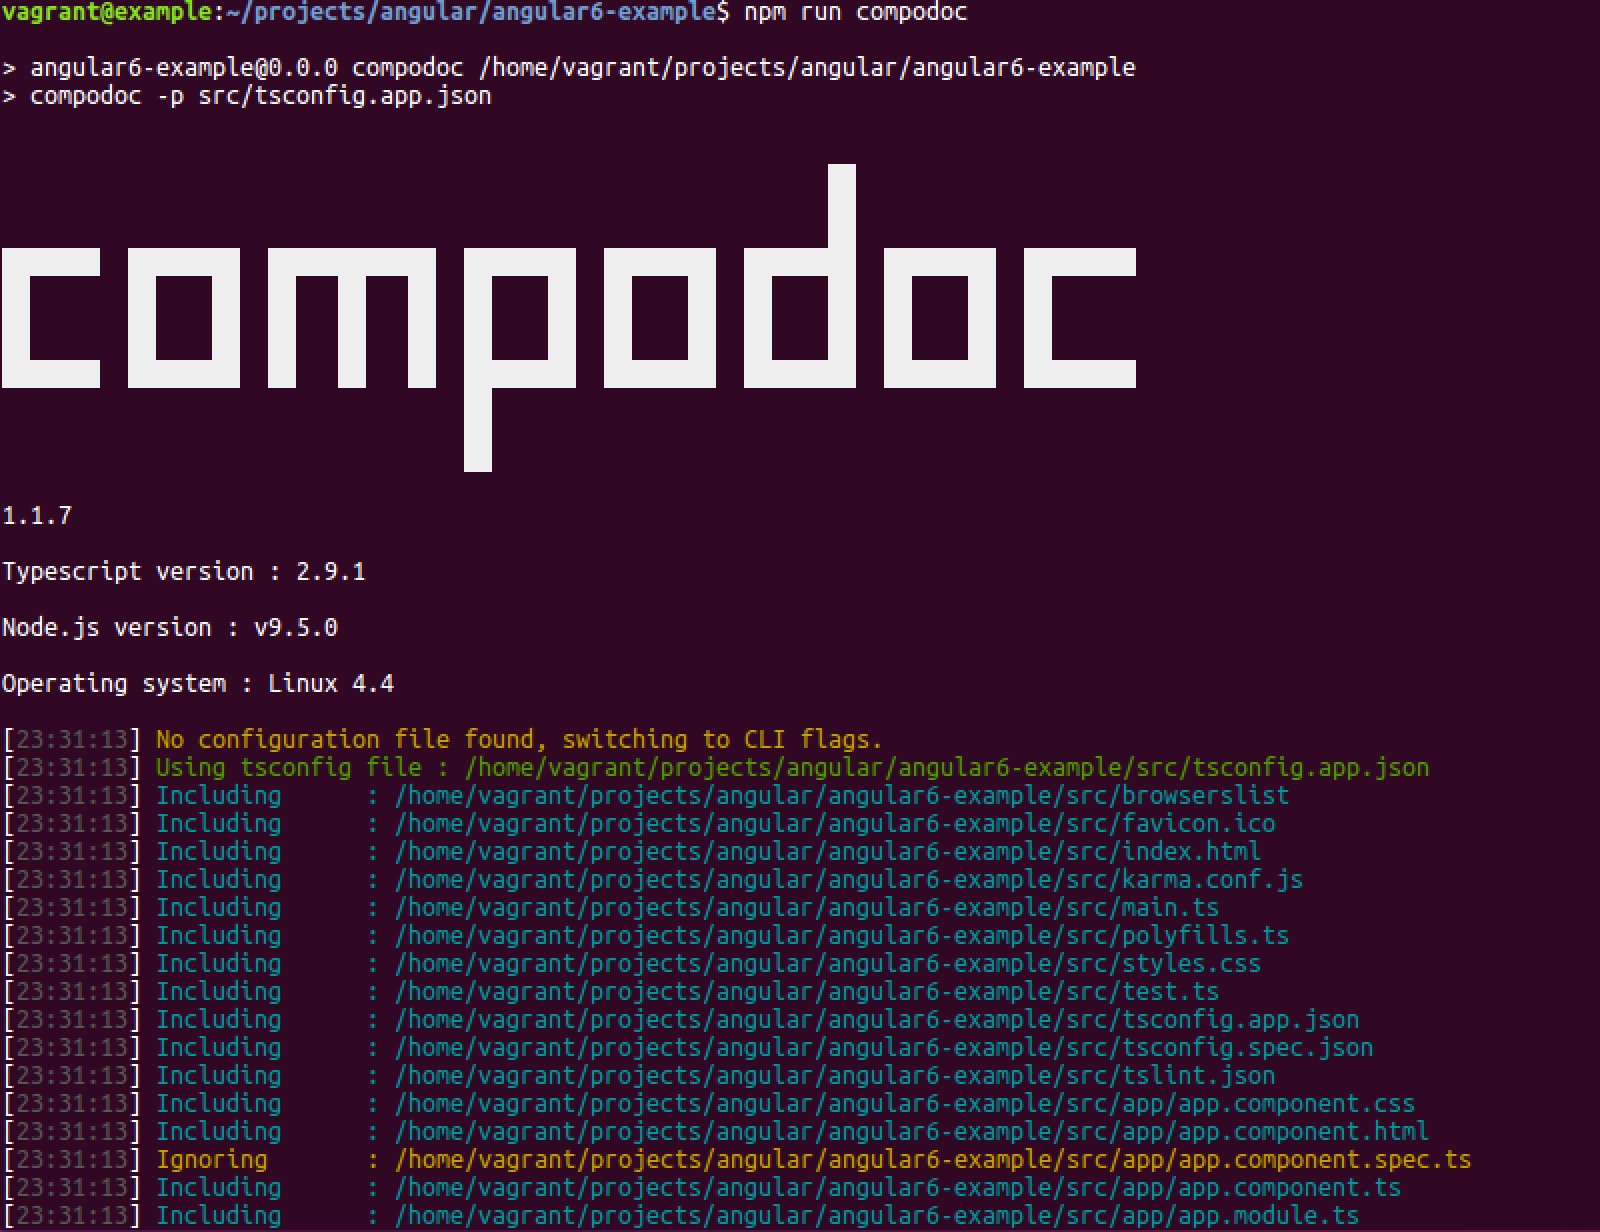 vagrant@example:~/projects/angular/angular6-example$ npm run compodoc
> angular6-example@0.0.0 compodoc /home/vagrant/projects/angular/angular6-example
> compodoc -p src/tsconfig.app.json
compodoc
1.1.7
Typescript version : 2.9.1
Node.js version : v9.5.0
Operating system : Linux 4.4
[23:31:13] No configuration file found, switching to CLI flags.
[23:31:13] Using tsconfig file : /home/vagrant/projects/angular/angular6-example/src/tsconfig.app.json
[23:31:13] Including      : /home/vagrant/projects/angular/angular6-example/src/browserslist
[23:31:13] Including      : /home/vagrant/projects/angular/angular6-example/src/favicon.ico
[23:31:13] Including      : /home/vagrant/projects/angular/angular6-example/src/index.html
[23:31:13] Including      : /home/vagrant/projects/angular/angular6-example/src/karma.conf.js
[23:31:13] Including      : /home/vagrant/projects/angular/angular6-example/src/main.ts
[23:31:13] Including      : /home/vagrant/projects/angular/angular6-example/src/polyfills.ts
[23:31:13] Including      : /home/vagrant/projects/angular/angular6-example/src/styles.css
[23:31:13] Including      : /home/vagrant/projects/angular/angular6-example/src/test.ts
[23:31:13] Including      : /home/vagrant/projects/angular/angular6-example/src/tsconfig.app.json
[23:31:13] Including      : /home/vagrant/projects/angular/angular6-example/src/tsconfig.spec.json
[23:31:13] Including      : /home/vagrant/projects/angular/angular6-example/src/tslint.json
[23:31:13] Including      : /home/vagrant/projects/angular/angular6-example/src/app/app.component.css
[23:31:13] Including      : /home/vagrant/projects/angular/angular6-example/src/app/app.component.html
[23:31:13] Ignoring       : /home/vagrant/projects/angular/angular6-example/src/app/app.component.spec.ts
[23:31:13] Including      : /home/vagrant/projects/angular/angular6-example/src/app/app.component.ts
[23:31:13] Including      : /home/vagrant/projects/angular/angular6-example/src/app/app.module.ts